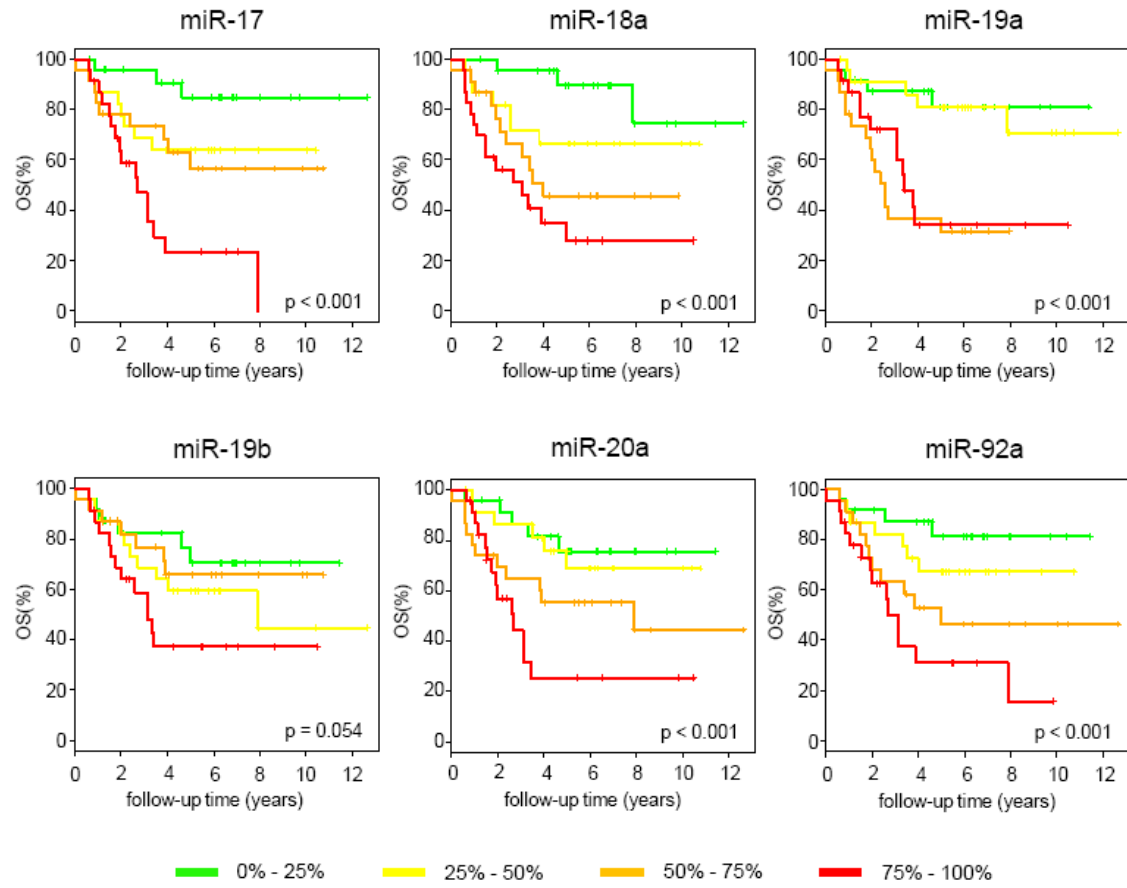 miR-17 miR-18a miR-19a
100 100 100
80 80 80
60 60 60
40 40 40
20 20 20
0 0 0
OS(%) OS(%) OS(%)
p < 0.001 p < 0.001 p < 0.001
0 2 4 6 8 10 12 0 2 4 6 8 10 12 0 2 4 6 8 10 12
follow-up time (years) follow-up time (years) follow-up time (years)
miR-19b miR-20a miR-92a
100 100 100
80 80 80
60 60 60
40 40 40
20 20 20
0 0 0
OS(%) OS(%) OS(%)
p = 0.054 p < 0.001 p < 0.001
0 2 4 6 8 10 12 0 2 4 6 8 10 12 0 2 4 6 8 10 12
follow-up time (years) follow-up time (years) follow-up time (years)
0% - 25% 25% - 50% 50% - 75% 75% - 100%